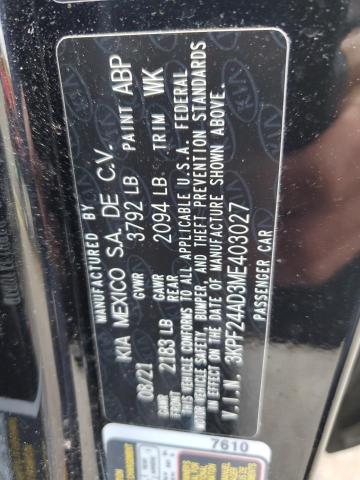 MANUFACTURED BY
KIA MEXICO S.A. DE C.V.
08/21 GVWR 3792 LB PAINT ABP
GAWR FRONT 2183 LB GAWR REAR 2094 LB TRIM WK
THIS VEHICLE CONFORMS TO ALL APPLICABLE U.S.A. FEDERAL
MOTOR VEHICLE SAFETY, BUMPER, AND THEFT PREVENTION STANDARDS
IN EFFECT ON THE DATE OF MANUFACTURE SHOWN ABOVE.
V.I.N. 3KPF24AD3ME403027
PASSENGER CAR
7610